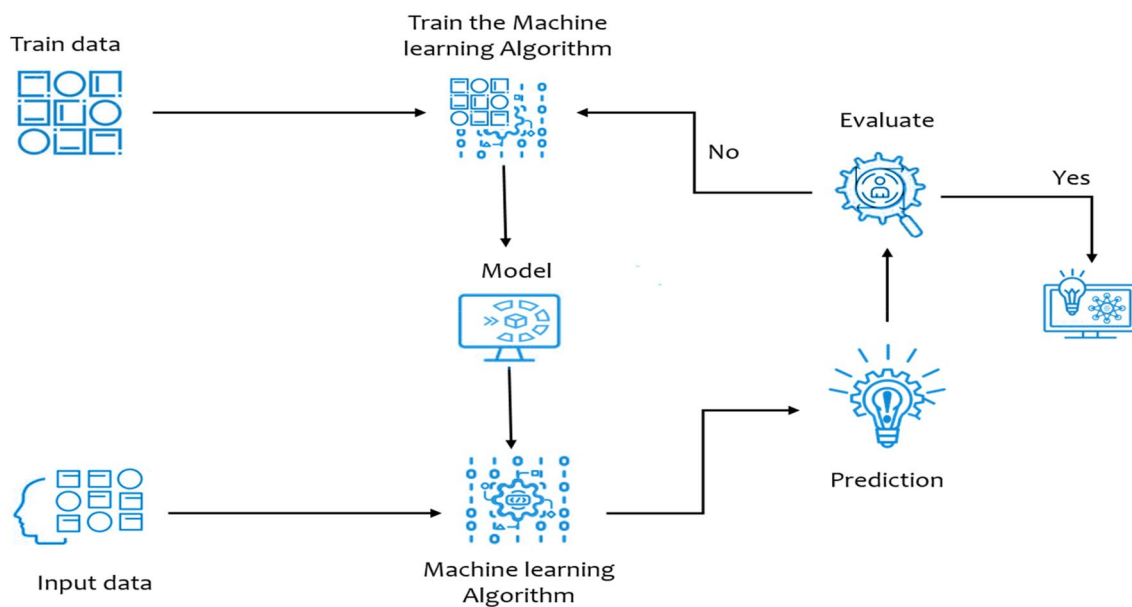 Train data
Train the Machine
learning Algorithm
Evaluate
No
Yes
Model
Prediction
Input data
Machine learning
Algorithm